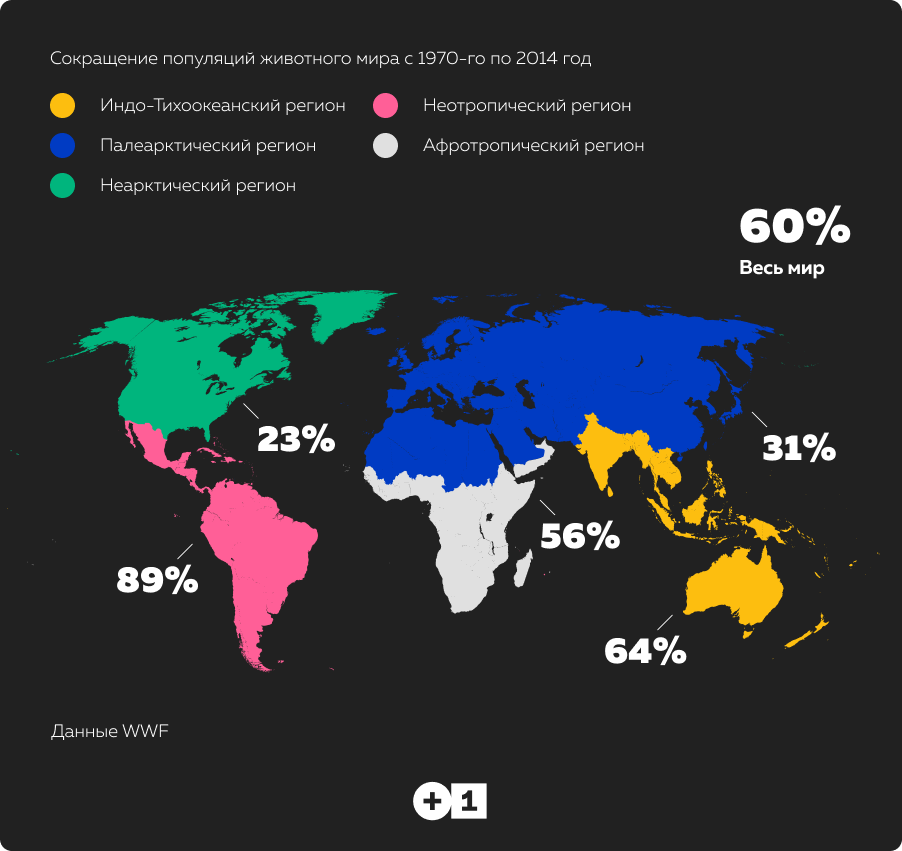 Сокращение популяций животного мира с 1970-го по 2014 год
Индо-Тихоокеанский регион
Неотропический регион
Палеарктический регион
Афротропический регион
Неарктический регион
60%
Весь мир
23%
31%
56%
89%
64%
Данные WWF
+1